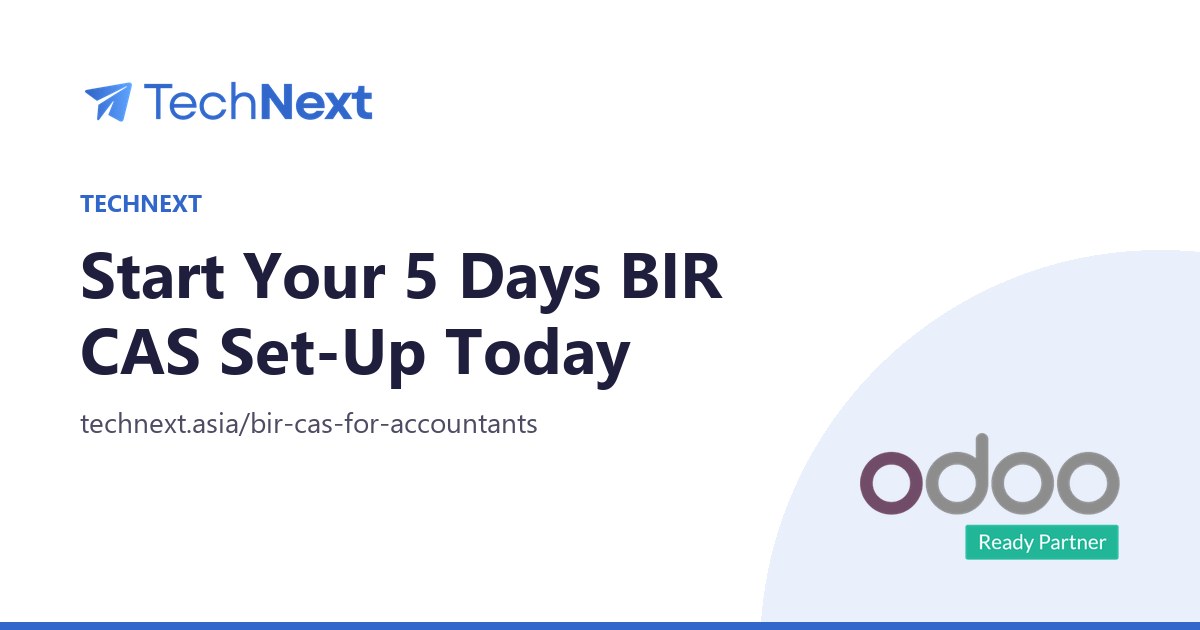 TechNext
TECHNEXT
Start Your 5 Days BIR
CAS Set-Up Today
technext.asia/bir-cas-for-accountants
odoo
Ready Partner